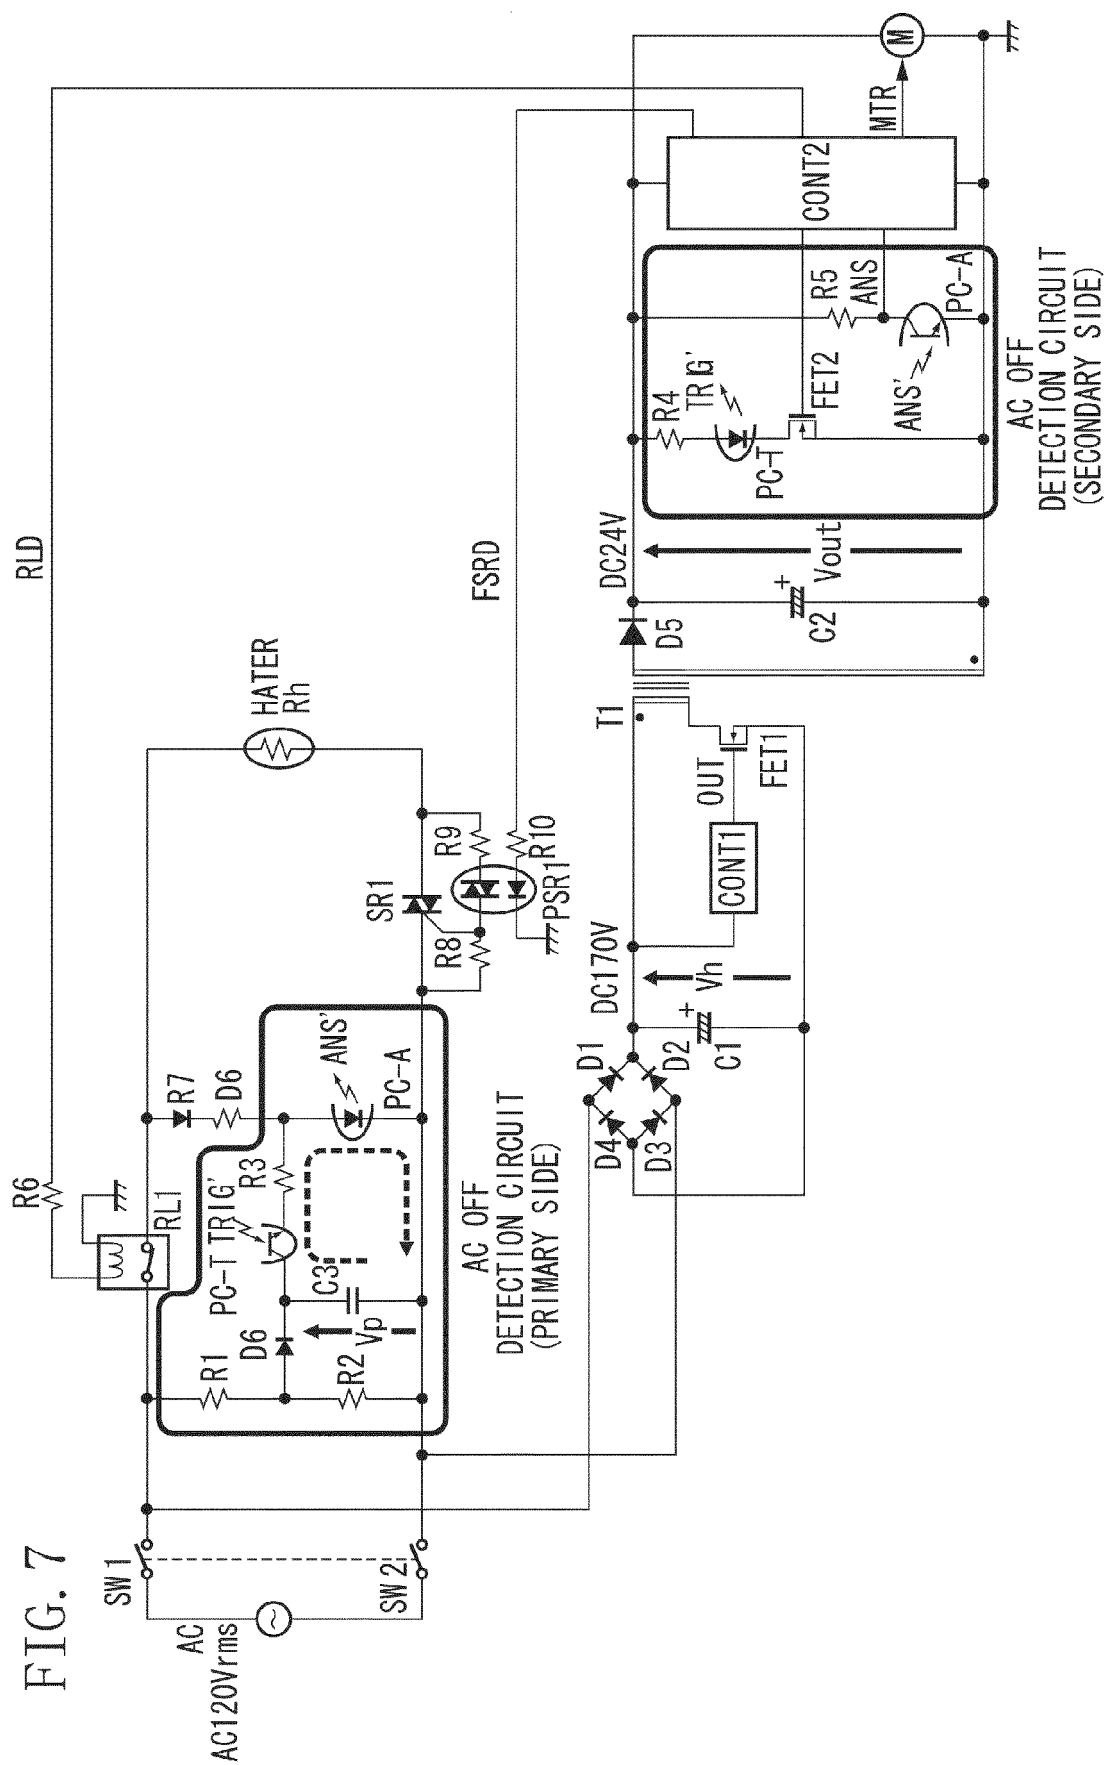 FIG. 7
AC
AC120Vrms
SW1
SW2
R1
R2
D6
Vp
C3
PC-T
TRIG'
R3
R6
RL1
R7
D6
ANS'
PC-A
AC OFF
DETECTION CIRCUIT
(PRIMARY SIDE)
SR1
R8
R9
R10
PSR1
HATER
Rh
RLD
FSRD
D1
D2
D3
D4
C1
+
Vh
DC170V
CONT1
OUT
FET1
T1
D5
C2
+
Vout
DC24V
PC-T
R4
TRIG'
FET2
ANS'
R5
ANS
PC-A
AC OFF
DETECTION CIRCUIT
(SECONDARY SIDE)
CONT2
MTR
M